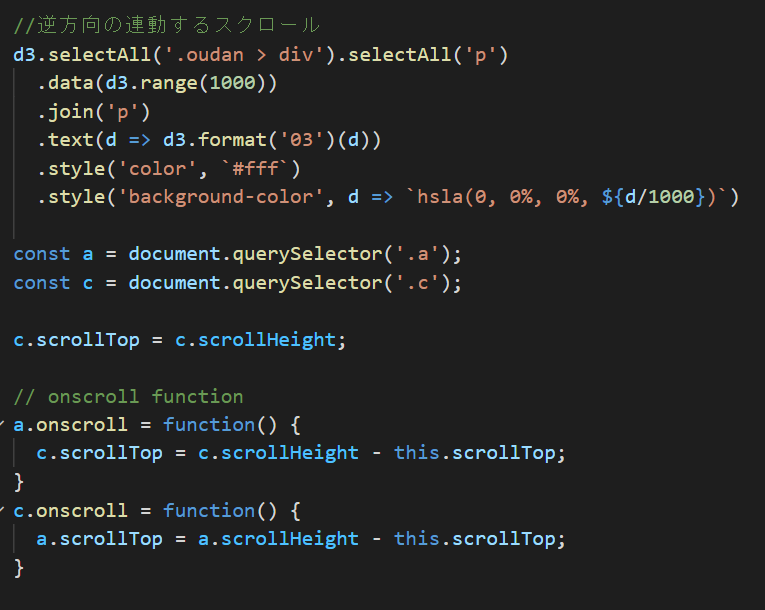 //逆方向の連動するスクロール
d3.selectAll('.oudan > div').selectAll('p')
  .data(d3.range(1000))
  .join('p')
  .text(d => d3.format('03')(d))
  .style('color', `#fff`)
  .style('background-color', d => `hsla(0, 0%, 0%, ${d/1000})`)
const a = document.querySelector('.a');
const c = document.querySelector('.c');
c.scrollTop = c.scrollHeight;
// onscroll function
a.onscroll = function() {
  c.scrollTop = c.scrollHeight - this.scrollTop;
}
c.onscroll = function() {
  a.scrollTop = a.scrollHeight - this.scrollTop;
}